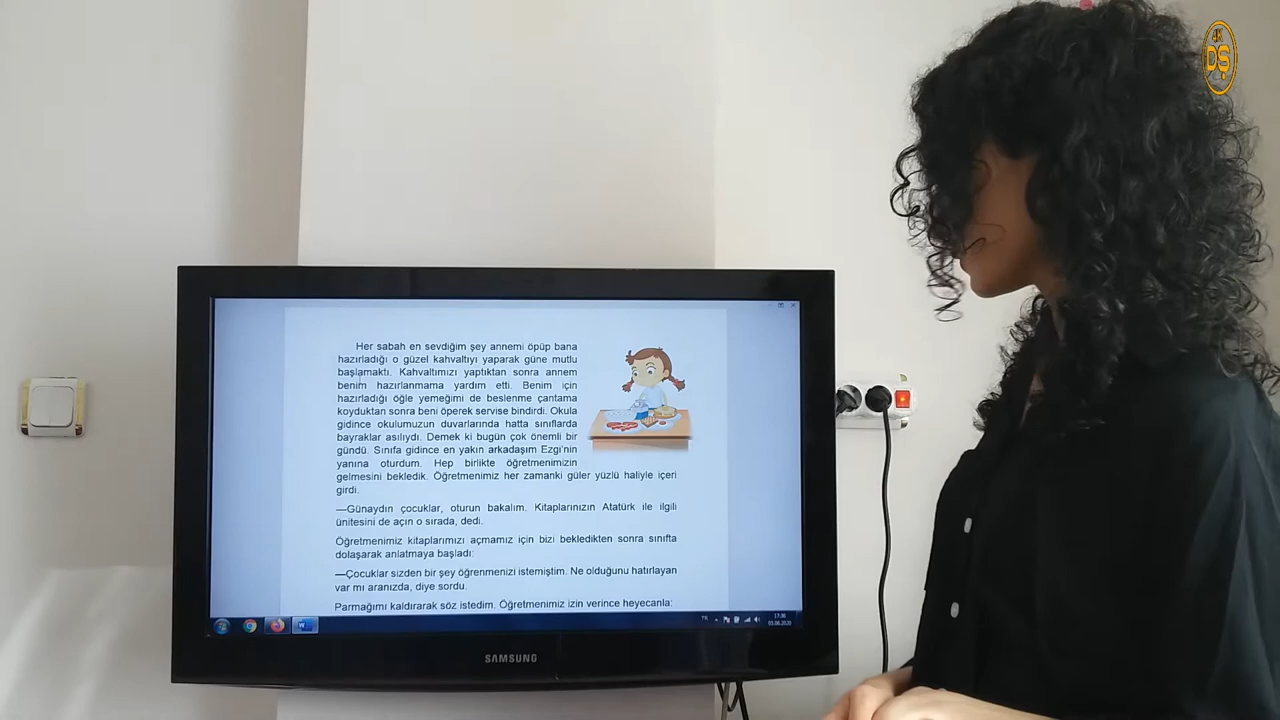 Her sabah en sevdiğim şey annemi öpüp bana
hazırladığı o güzel kahvaltıyı yaparak güne mutlu
başlamaktı. Kahvaltımızı yaptıktan sonra annem
benim hazırlanmama yardım etti. Benim için
hazırladığı öğle yemeğimi de beslenme çantama
koyduktan sonra beni öperek servise bindirdi. Okula
gidince okulumuzun duvarlarında hatta sınıflarda
bayraklar asılıydı. Demek ki bugün çok önemli bir
gündü. Sınıfa gidince en yakın arkadaşım Ezgi'nin
yanına oturdum. Hep birlikte öğretmenimizin
gelmesini bekledik. Öğretmenimiz her zamanki güler yüzlü haliyle içeri
girdi.
—Günaydın çocuklar, oturun bakalım. Kitaplarınızın Atatürk ile ilgili
ünitesini de açın o sırada, dedi.
Öğretmenimiz kitaplarımızı açmamız için bizi bekledikten sonra sınıfta
dolaşarak anlatmaya başladı:
—Çocuklar sizden bir şey öğrenmenizi istemiştim. Ne olduğunu hatırlayan
var mı aranızda, diye sordu.
Parmağımı kaldırarak söz istedim. Öğretmenimiz izin verince heyecanla:
TR
17:36
03.08.2020
SAMSUNG
DŞ